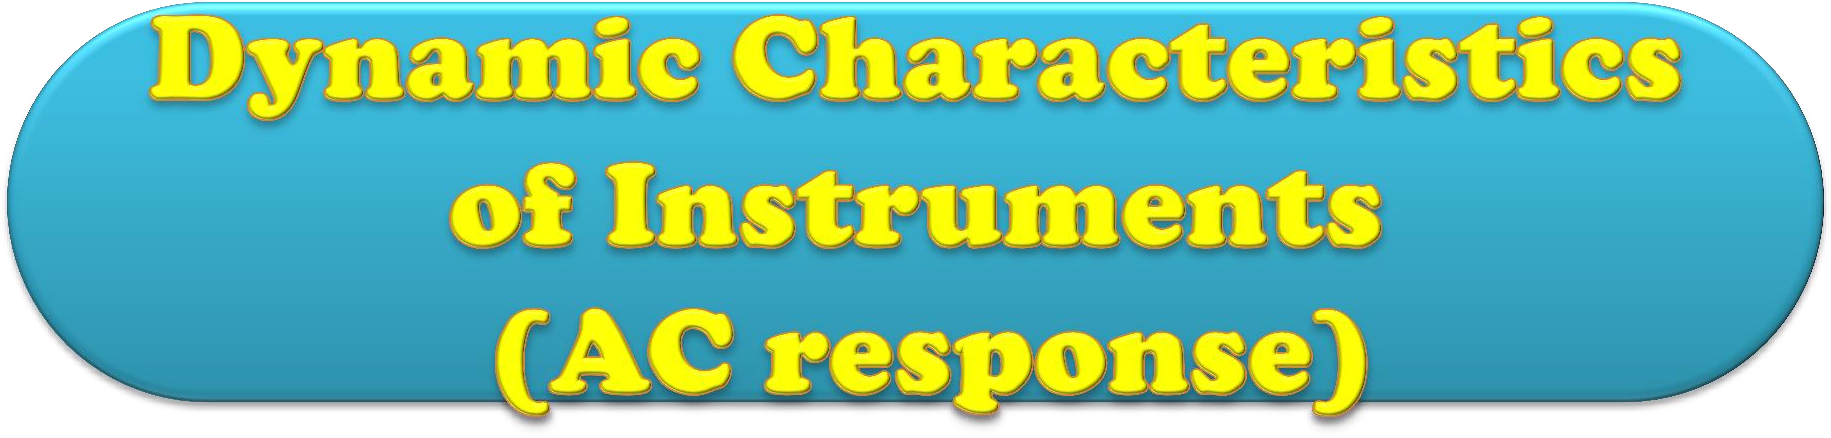 Dynamic Characteristics
of Instruments
(AC response)